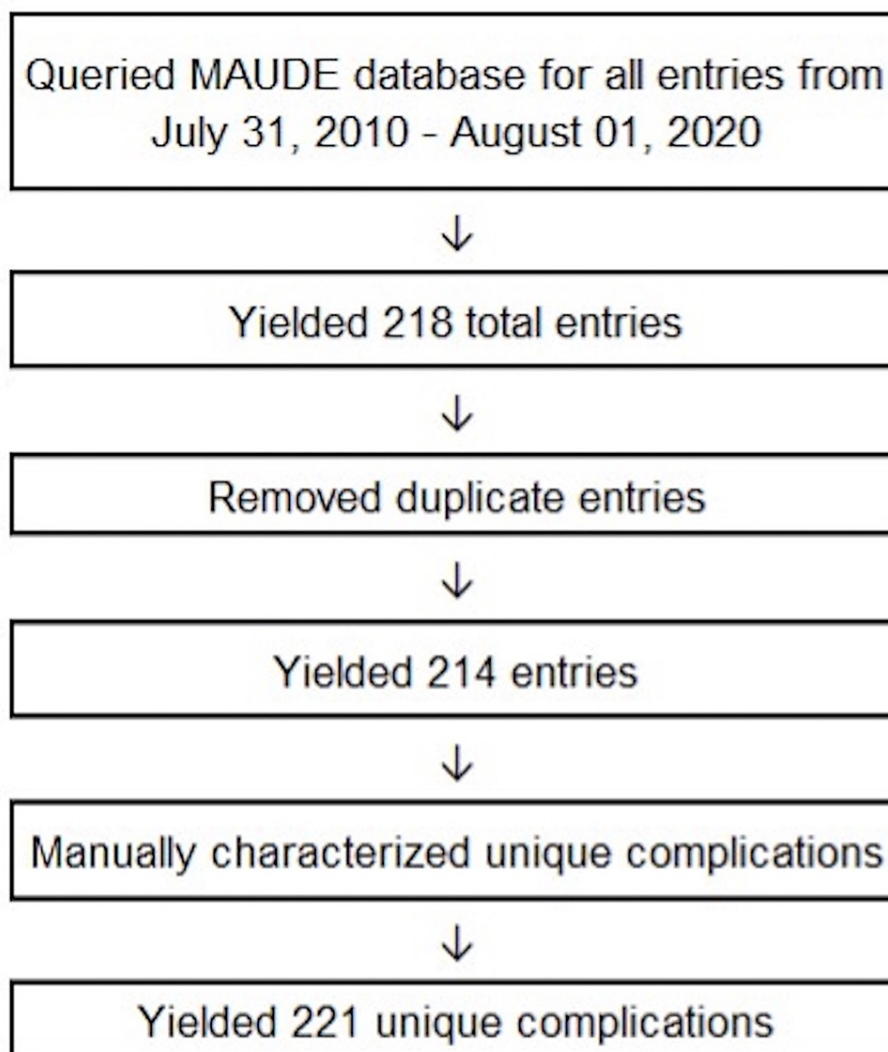 Queried MAUDE database for all entries from
July 31, 2010 - August 01, 2020
↓
Yielded 218 total entries
↓
Removed duplicate entries
↓
Yielded 214 entries
↓
Manually characterized unique complications
↓
Yielded 221 unique complications